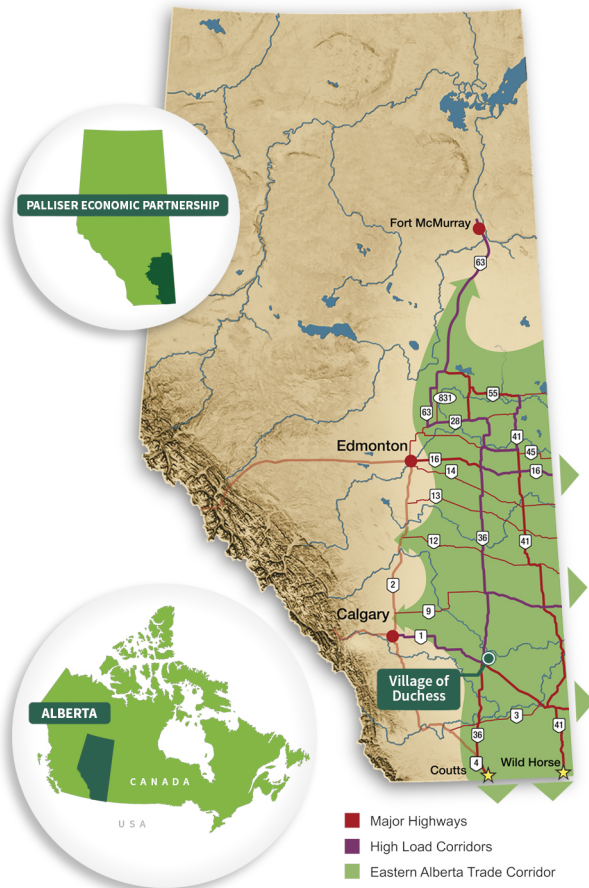 PALLISER ECONOMIC PARTNERSHIP
Fort McMurray
63
55
831
63
28
41
45
Edmonton
16
16
14
13
36
41
12
2
9
Calgary
1
Village of
Duchess
3
41
36
4
Coutts
Wild Horse
ALBERTA
CANADA
USA
Major Highways
High Load Corridors
Eastern Alberta Trade Corridor